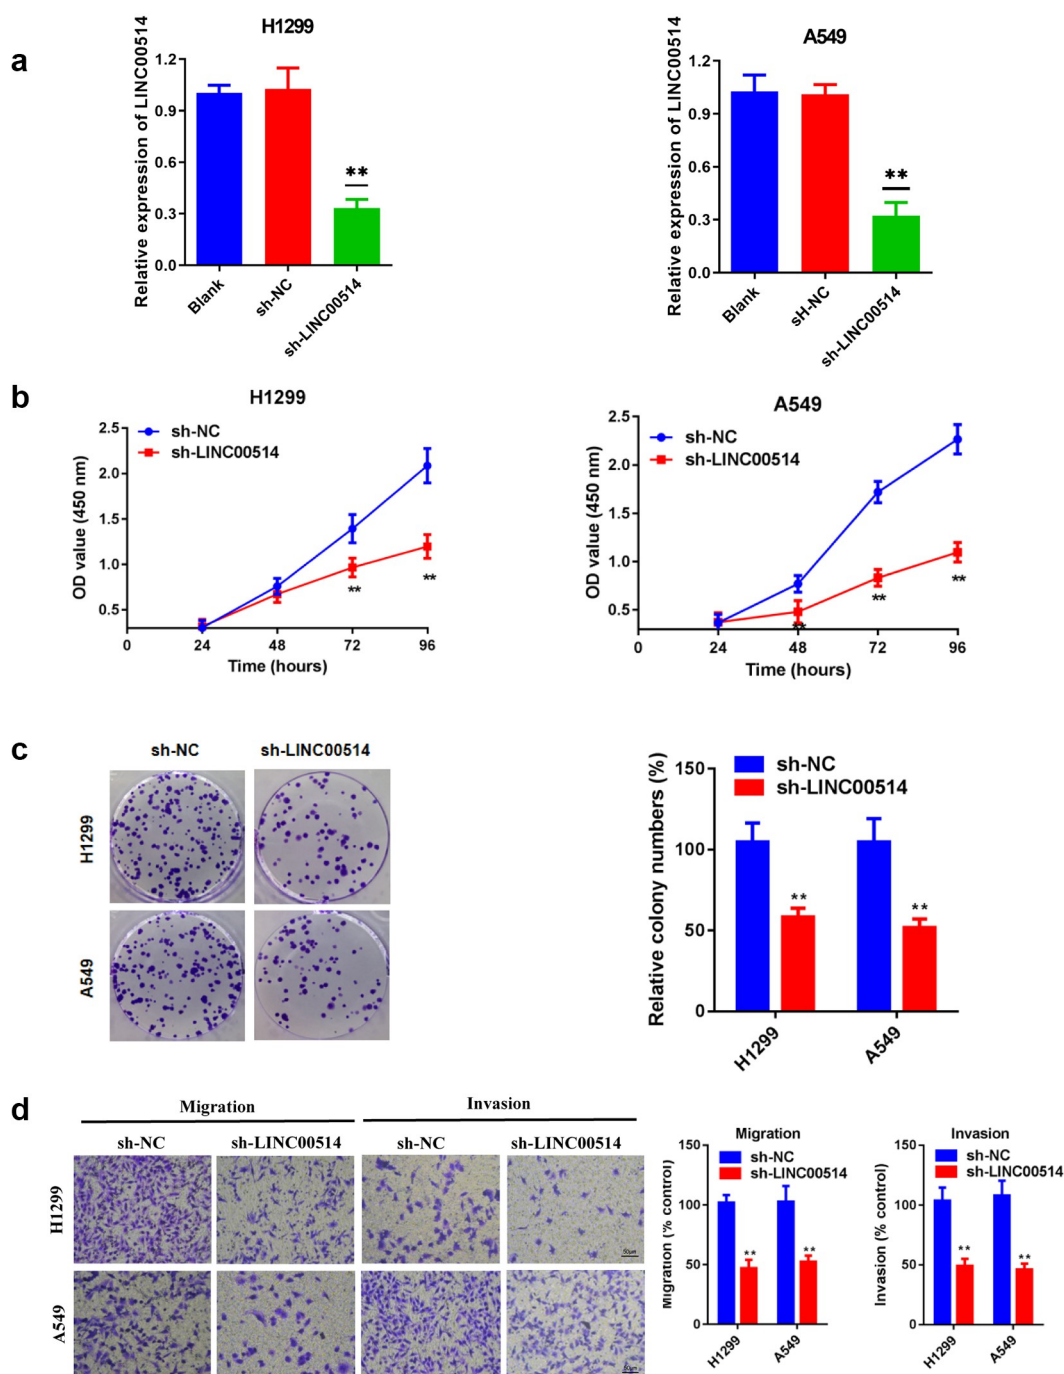 a
H1299
Relative expression of LINC00514
1.2
0.9
0.6
0.3
0.0
**
Blank
sh-NC
sh-LINC00514
A549
Relative expression of LINC00514
1.2
0.9
0.6
0.3
0.0
**
Blank
sH-NC
sh-LINC00514
b
H1299
sh-NC
sh-LINC00514
OD value (450 nm)
2.5
2.0
1.5
1.0
0.5
**
**
0 24 48 72 96
Time (hours)
A549
sh-NC
sh-LINC00514
OD value (450 nm)
2.5
2.0
1.5
1.0
0.5
**
**
**
0 24 48 72 96
Time (hours)
c
sh-NC sh-LINC00514
H1299
A549
Relative colony numbers (%)
150
100
50
0
sh-NC
sh-LINC00514
**
**
H1299
A549
d
Migration Invasion
sh-NC sh-LINC00514 sh-NC sh-LINC00514
H1299
50μm
A549
50μm
Migration
sh-NC
sh-LINC00514
Migration (% control)
150
100
50
0
**
**
H1299
A549
Invasion
sh-NC
sh-LINC00514
Invasion (% control)
150
100
50
0
**
**
H1299
A549